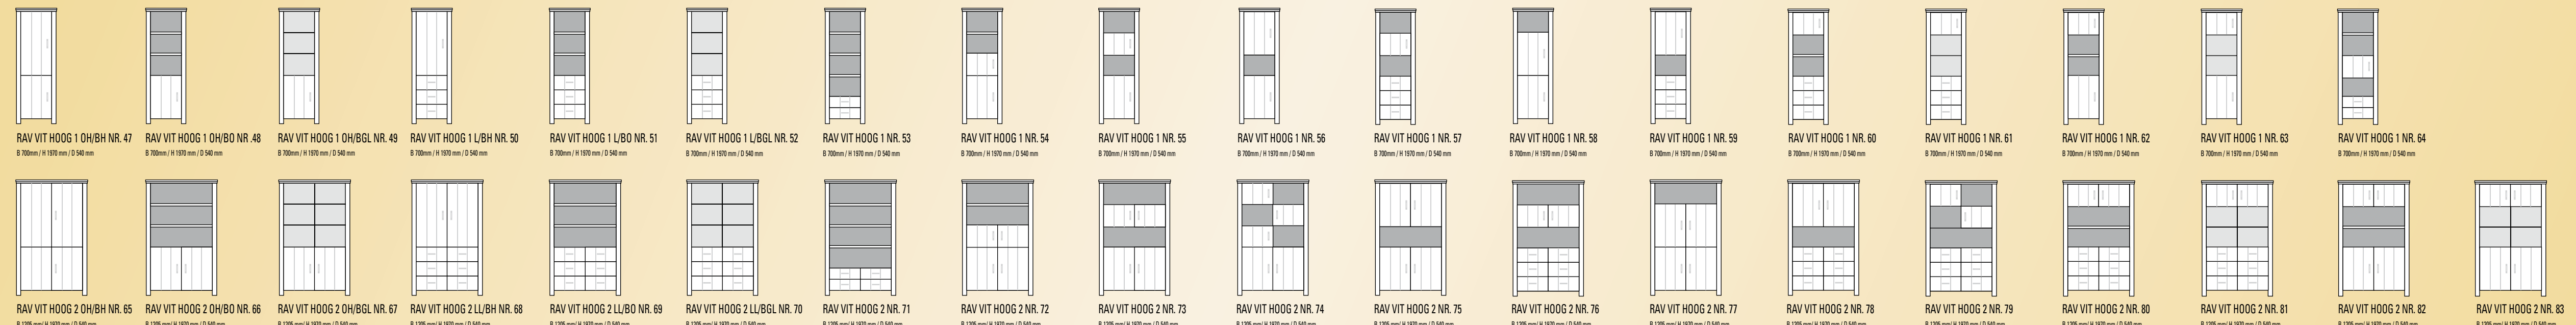 RAV VIT HOOG 1 OH/BH NR. 47
B 700mm / H 1970 mm / D 540 mm
RAV VIT HOOG 1 OH/BO NR .48
B 700mm / H 1970 mm / D 540 mm
RAV VIT HOOG 1 OH/BGL NR. 49
B 700mm / H 1970 mm / D 540 mm
RAV VIT HOOG 1 L/BH NR. 50
B 700mm / H 1970 mm / D 540 mm
RAV VIT HOOG 1 L/BO NR. 51
B 700mm / H 1970 mm / D 540 mm
RAV VIT HOOG 1 L/BGL NR. 52
B 700mm / H 1970 mm / D 540 mm
RAV VIT HOOG 1 NR. 53
B 700mm / H 1970 mm / D 540 mm
RAV VIT HOOG 1 NR. 54
B 700mm / H 1970 mm / D 540 mm
RAV VIT HOOG 1 NR. 55
B 700mm / H 1970 mm / D 540 mm
RAV VIT HOOG 1 NR. 56
B 700mm / H 1970 mm / D 540 mm
RAV VIT HOOG 1 NR. 57
B 700mm / H 1970 mm / D 540 mm
RAV VIT HOOG 1 NR. 58
B 700mm / H 1970 mm / D 540 mm
RAV VIT HOOG 1 NR. 59
B 700mm / H 1970 mm / D 540 mm
RAV VIT HOOG 1 NR. 60
B 700mm / H 1970 mm / D 540 mm
RAV VIT HOOG 1 NR. 61
B 700mm / H 1970 mm / D 540 mm
RAV VIT HOOG 1 NR. 62
B 700mm / H 1970 mm / D 540 mm
RAV VIT HOOG 1 NR. 63
B 700mm / H 1970 mm / D 540 mm
RAV VIT HOOG 1 NR. 64
B 700mm / H 1970 mm / D 540 mm
RAV VIT HOOG 2 OH/BH NR. 65
RAV VIT HOOG 2 OH/BO NR. 66
RAV VIT HOOG 2 OH/BGL NR. 67
RAV VIT HOOG 2 LL/BH NR. 68
RAV VIT HOOG 2 LL/BO NR. 69
RAV VIT HOOG 2 LL/BGL NR. 70
RAV VIT HOOG 2 NR. 71
RAV VIT HOOG 2 NR. 72
RAV VIT HOOG 2 NR. 73
RAV VIT HOOG 2 NR. 74
RAV VIT HOOG 2 NR. 75
RAV VIT HOOG 2 NR. 76
RAV VIT HOOG 2 NR. 77
RAV VIT HOOG 2 NR. 78
RAV VIT HOOG 2 NR. 79
RAV VIT HOOG 2 NR. 80
RAV VIT HOOG 2 NR. 81
RAV VIT HOOG 2 NR. 82
RAV VIT HOOG 2 NR. 83